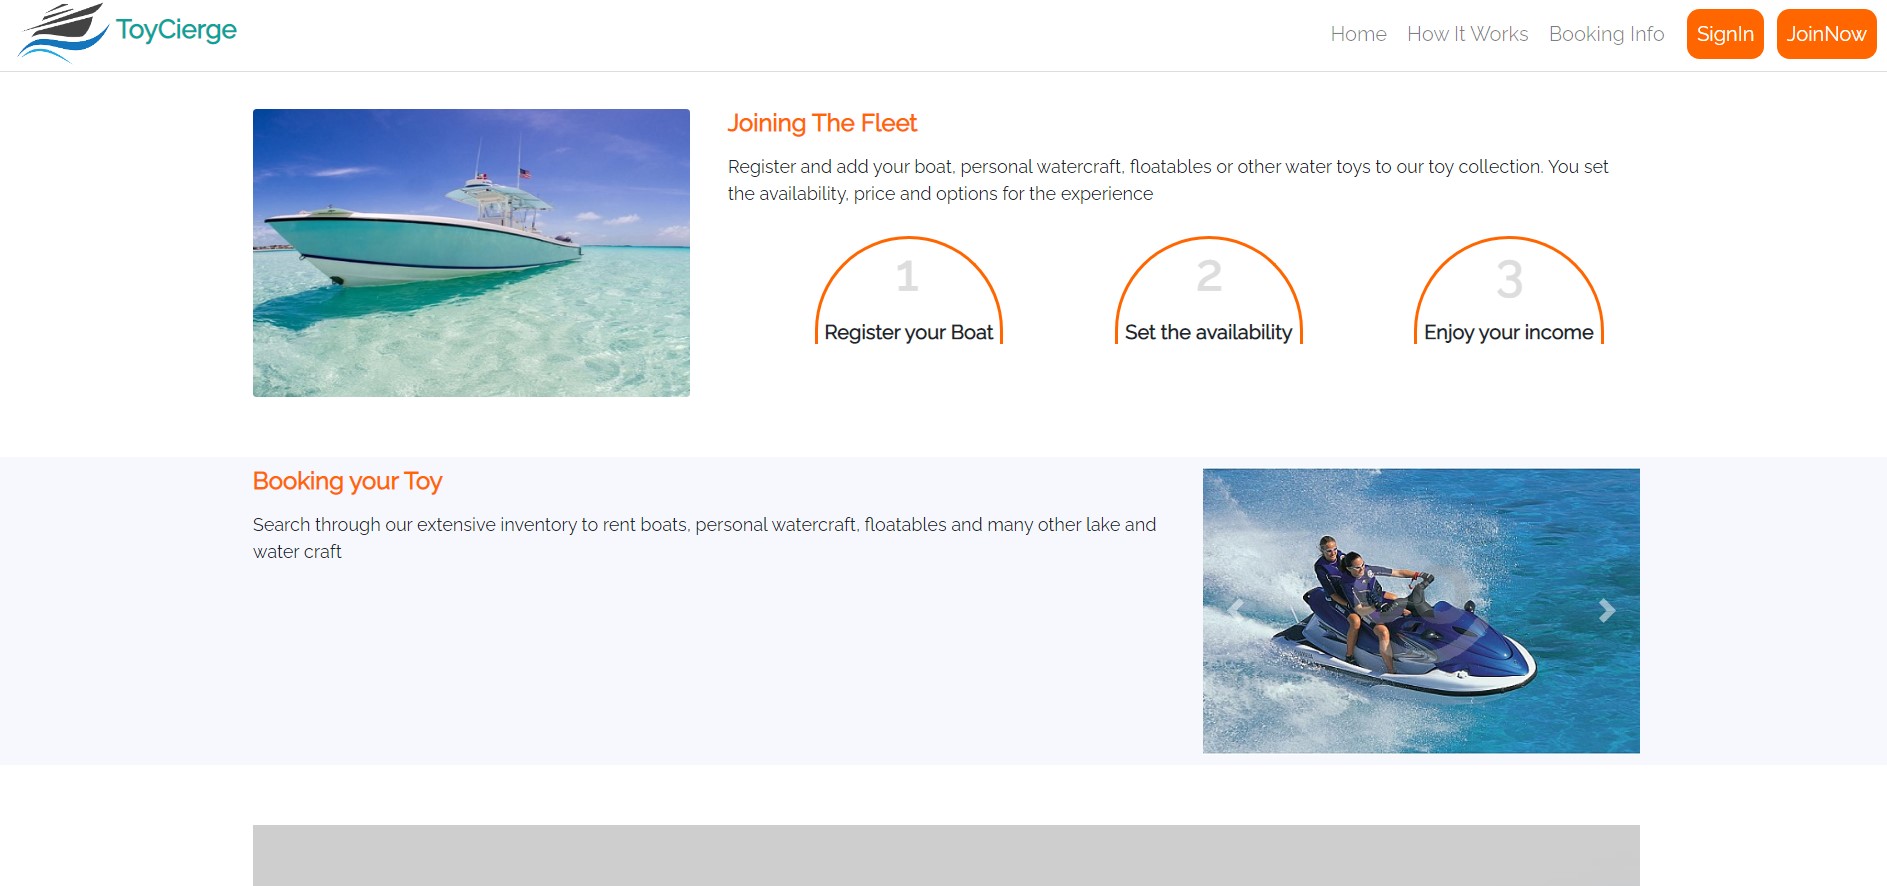 ToyCierge
Home How It Works Booking Info SignIn JoinNow
Joining The Fleet
Register and add your boat, personal watercraft, floatables or other water toys to our toy collection. You set
the availability, price and options for the experience
1 2 3
Register your Boat Set the availability Enjoy your income
Booking your Toy
Search through our extensive inventory to rent boats, personal watercraft, floatables and many other lake and
water craft